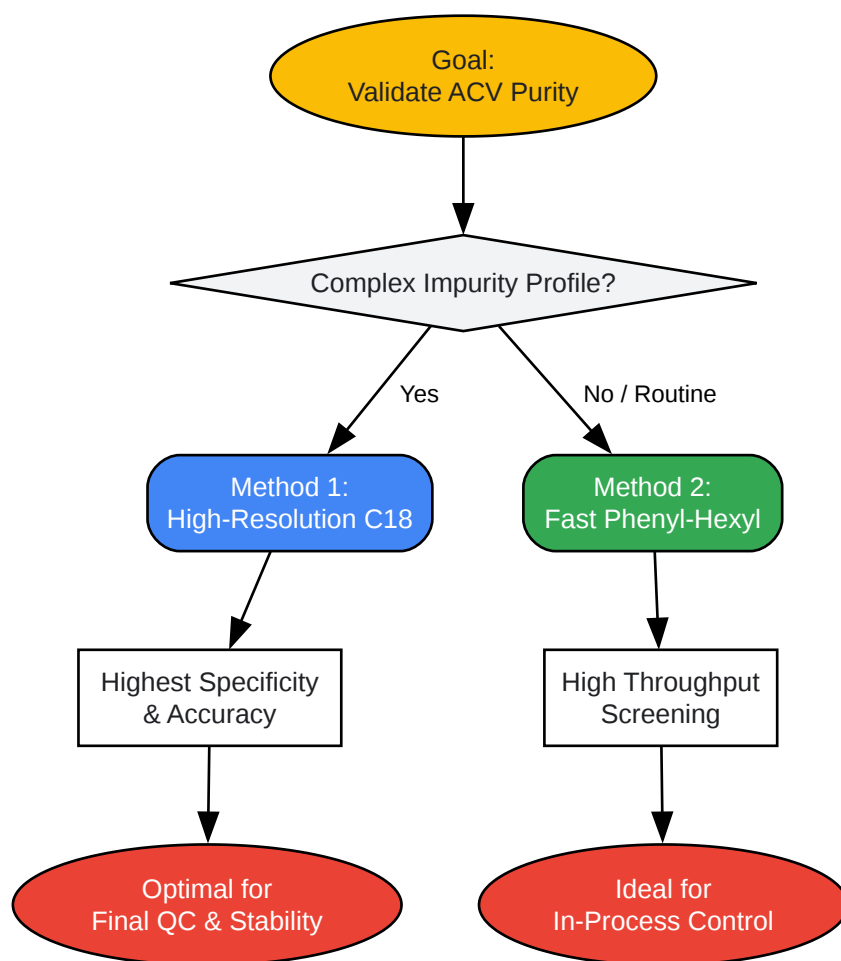 Goal:
Validate ACV Purity
Complex Impurity Profile?
Yes
No / Routine
Method 1:
High-Resolution C18
Method 2:
Fast Phenyl-Hexyl
Highest Specificity
& Accuracy
High Throughput
Screening
Optimal for
Final QC & Stability
Ideal for
In-Process Control